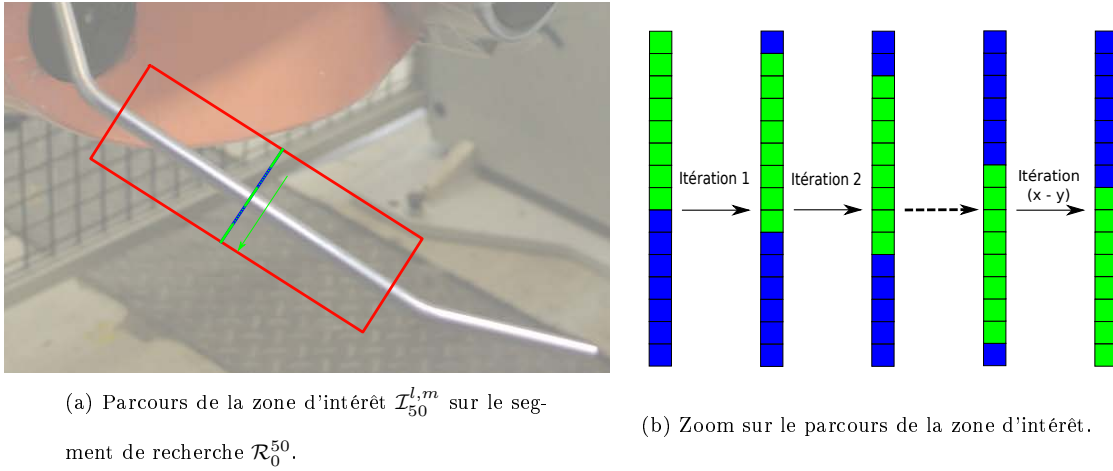 Itération 1
Itération 2
Itération
(x - y)
(a) Parcours de la zone d'intérêt $\mathcal{I}_{50}^{l,m}$ sur le seg-
ment de recherche $\mathcal{R}_{0}^{50}$.
(b) Zoom sur le parcours de la zone d'intérêt.